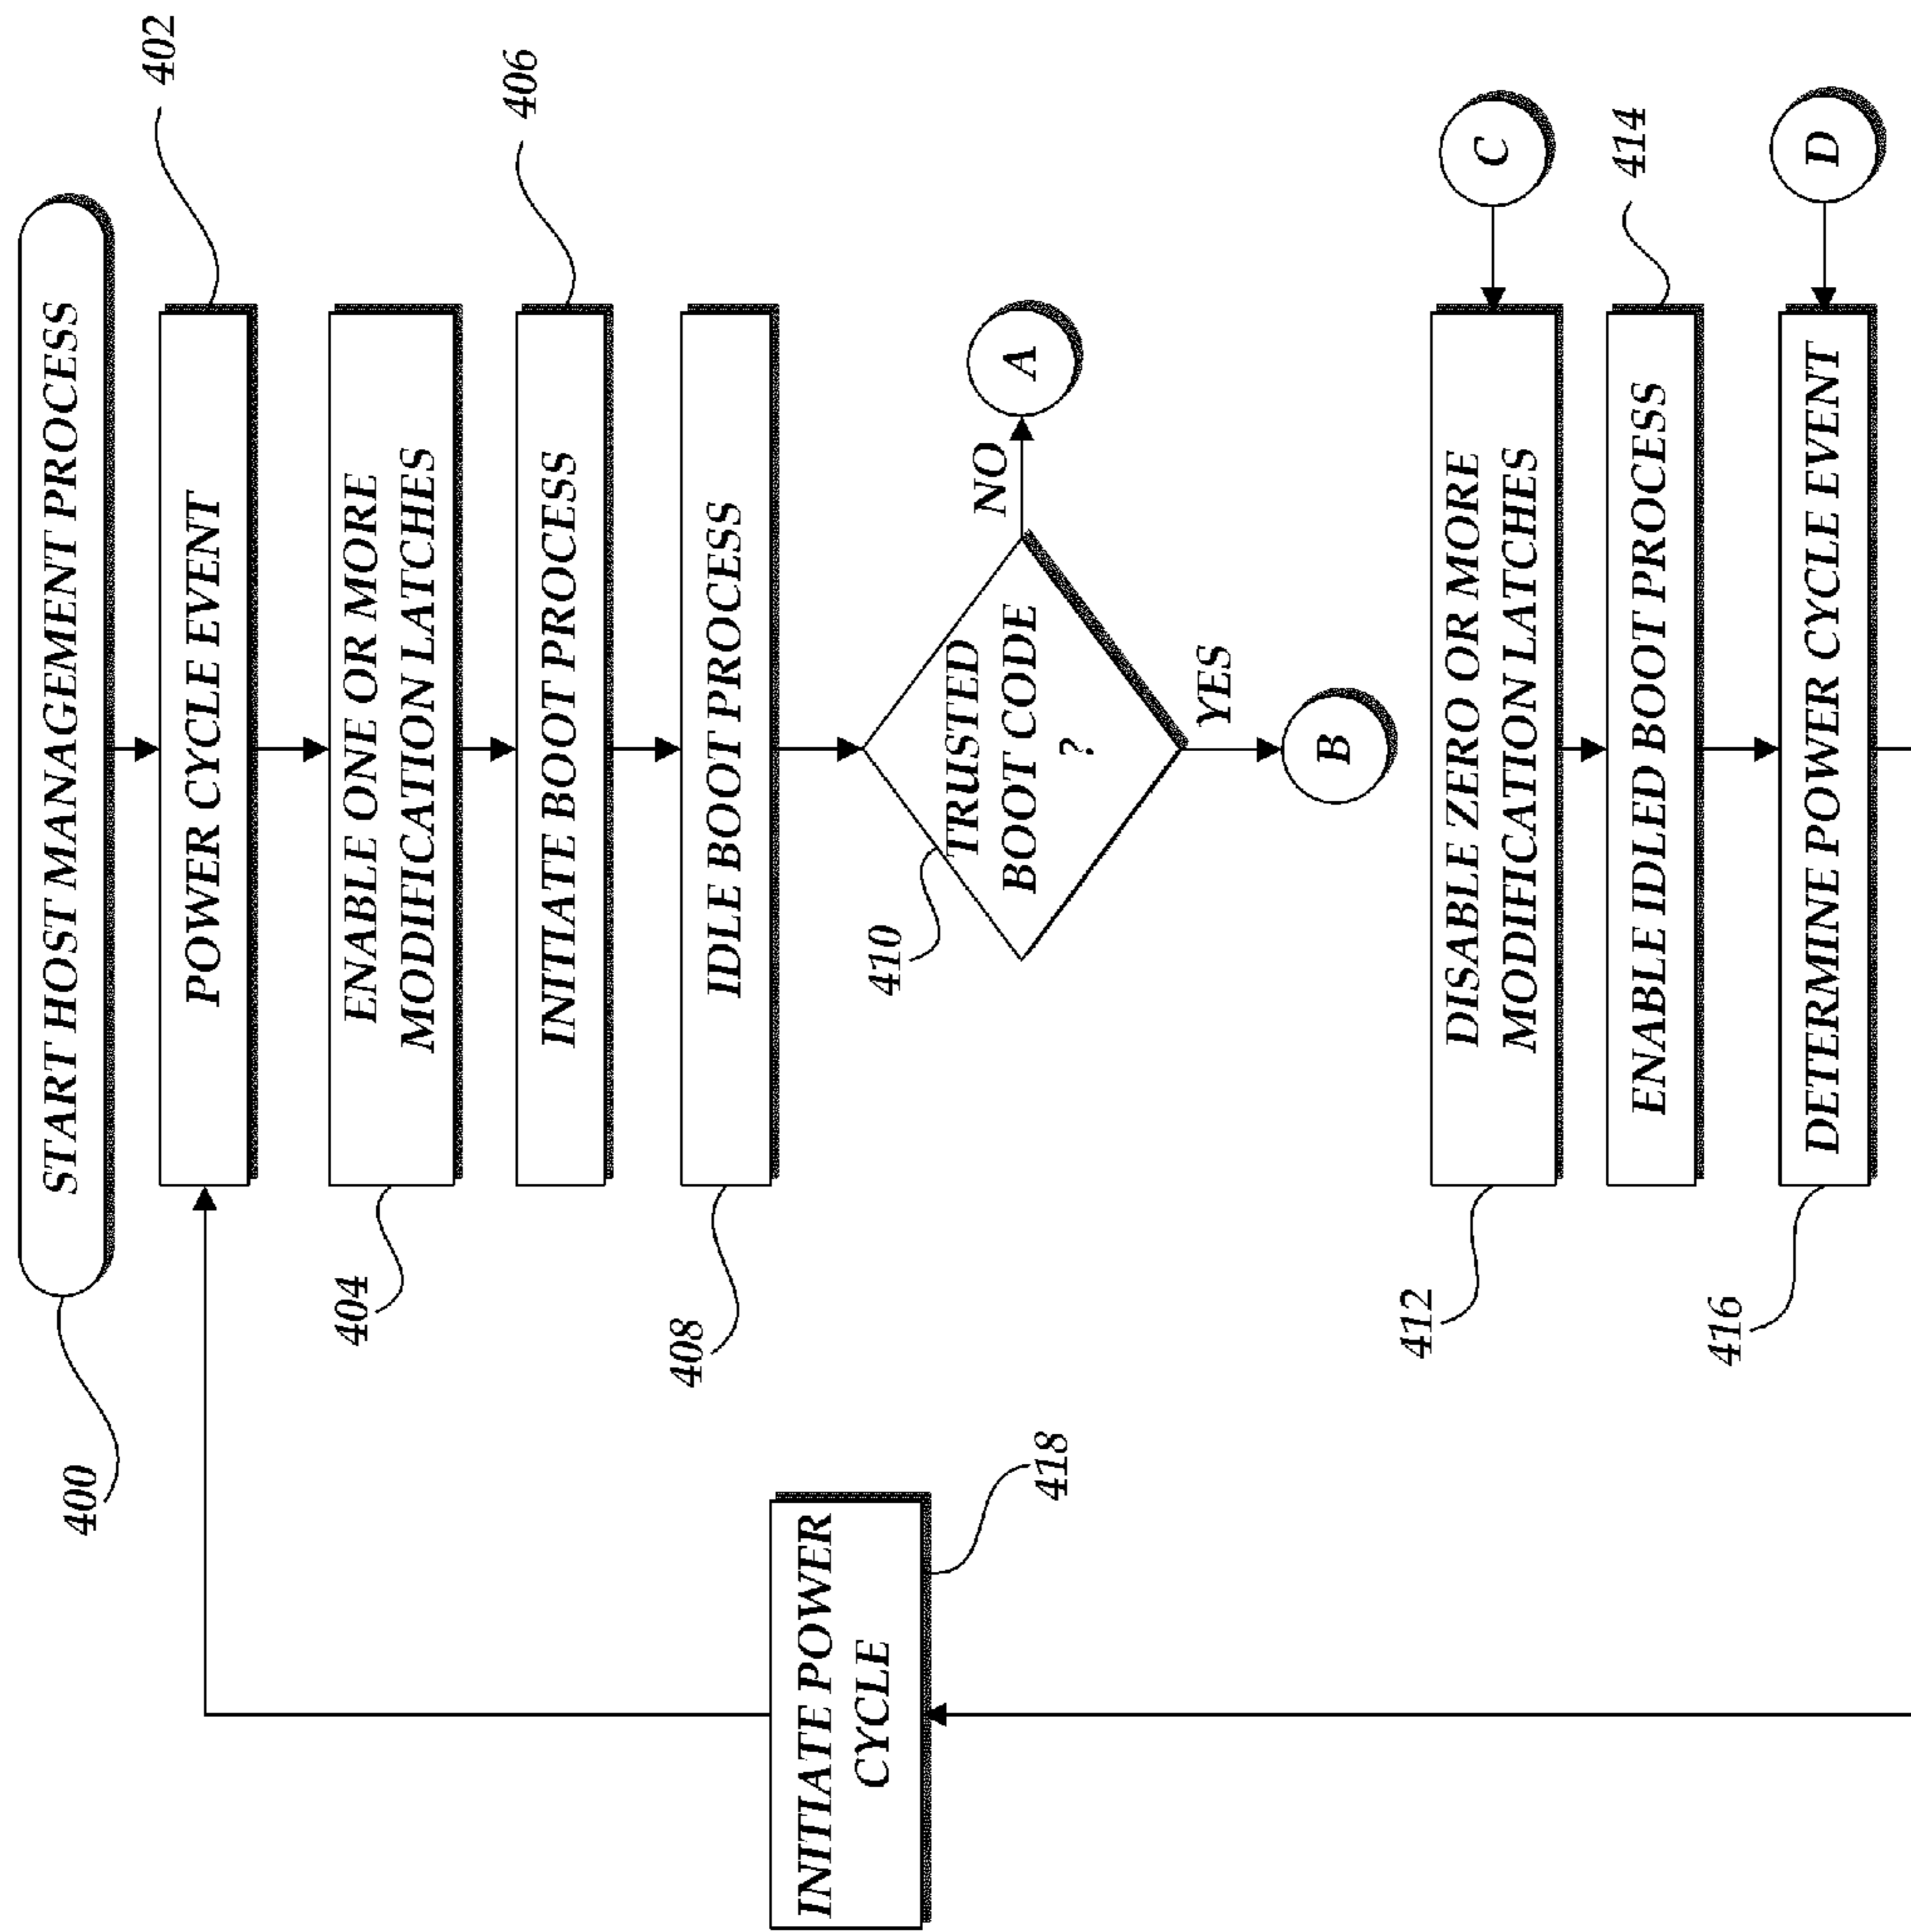 START HOST MANAGEMENT PROCESS
400
402
POWER CYCLE EVENT
404
ENABLE ONE OR MORE
MODIFICATION LATCHES
406
INITIATE BOOT PROCESS
408
IDLE BOOT PROCESS
410
TRUSTED
BOOT CODE
?
NO
A
YES
B
C
412
DISABLE ZERO OR MORE
MODIFICATION LATCHES
414
ENABLE IDLED BOOT PROCESS
D
416
DETERMINE POWER CYCLE EVENT
INITIATE POWER
CYCLE
418